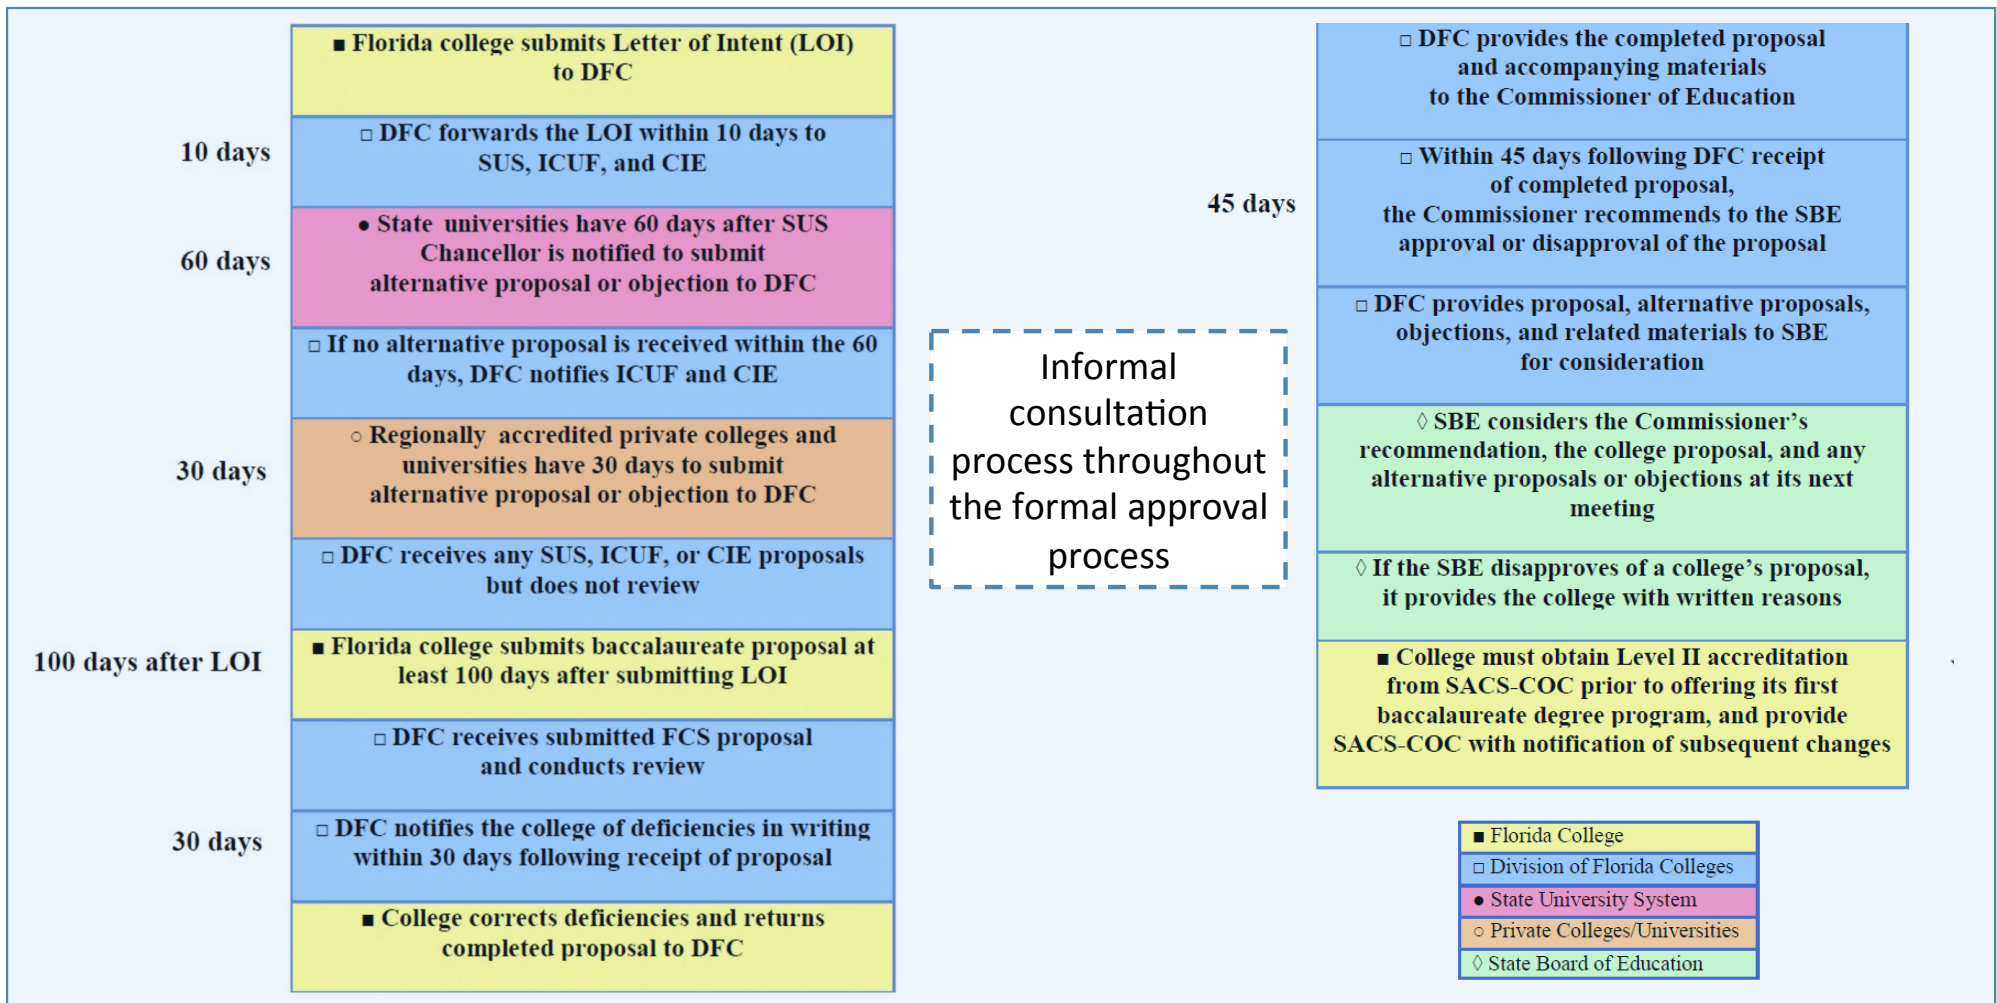 ■ Florida college submits Letter of Intent (LOI)
to DFC
10 days
□ DFC forwards the LOI within 10 days to
SUS, ICUF, and CIE
60 days
● State universities have 60 days after SUS
Chancellor is notified to submit
alternative proposal or objection to DFC
□ If no alternative proposal is received within the 60
days, DFC notifies ICUF and CIE
30 days
○ Regionally accredited private colleges and
universities have 30 days to submit
alternative proposal or objection to DFC
□ DFC receives any SUS, ICUF, or CIE proposals
but does not review
100 days after LOI
■ Florida college submits baccalaureate proposal at
least 100 days after submitting LOI
□ DFC receives submitted FCS proposal
and conducts review
30 days
□ DFC notifies the college of deficiencies in writing
within 30 days following receipt of proposal
■ College corrects deficiencies and returns
completed proposal to DFC
Informal
consultation
process throughout
the formal approval
process
□ DFC provides the completed proposal
and accompanying materials
to the Commissioner of Education
45 days
□ Within 45 days following DFC receipt
of completed proposal,
the Commissioner recommends to the SBE
approval or disapproval of the proposal
□ DFC provides proposal, alternative proposals,
objections, and related materials to SBE
for consideration
◊ SBE considers the Commissioner's
recommendation, the college proposal, and any
alternative proposals or objections at its next
meeting
◊ If the SBE disapproves of a college's proposal,
it provides the college with written reasons
■ College must obtain Level II accreditation
from SACS-COC prior to offering its first
baccalaureate degree program, and provide
SACS-COC with notification of subsequent changes
■ Florida College
□ Division of Florida Colleges
● State University System
○ Private Colleges/Universities
◊ State Board of Education